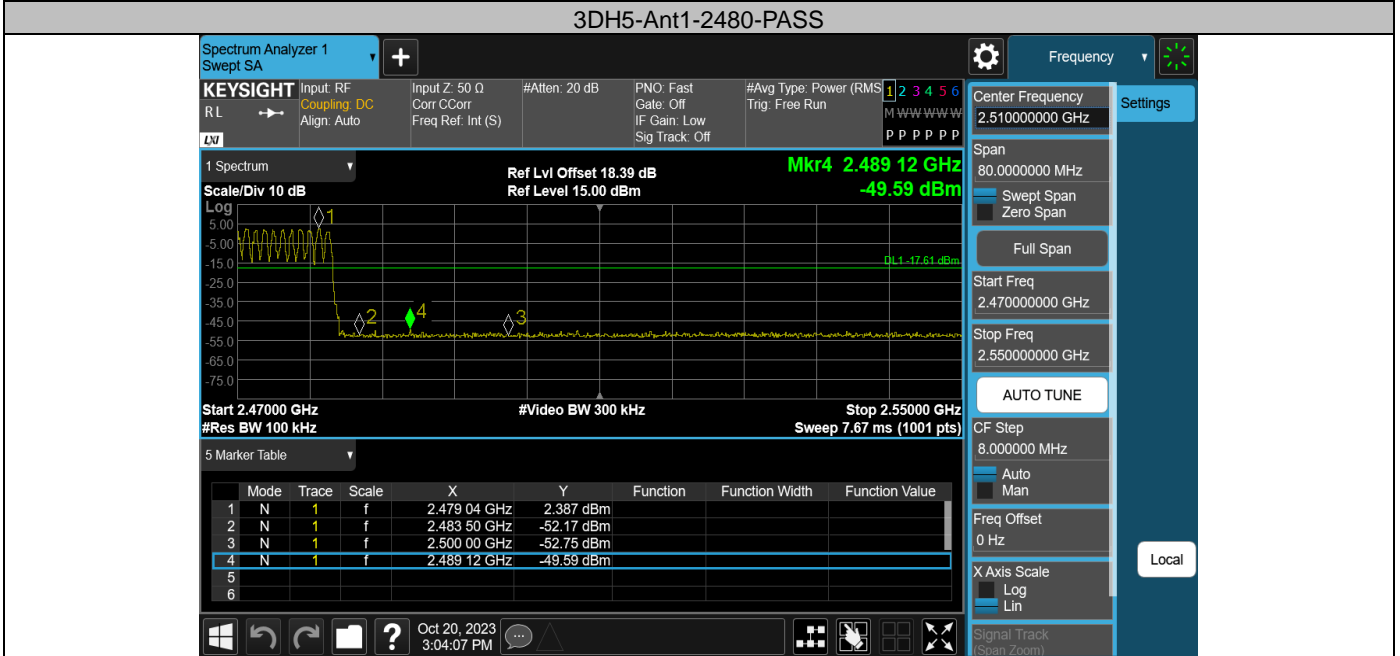 3DH5-Ant1-2480-PASS
Spectrum Analyzer 1
Swept SA
+
Frequency
KEYSIGHT
RL
LXI
Input: RF
Coupling: DC
Align: Auto
Input Z: 50 Ω
Corr CCorr
Freq Ref: Int (S)
#Atten: 20 dB
PNO: Fast
Gate: Off
IF Gain: Low
Sig Track: Off
#Avg Type: Power (RMS
Trig: Free Run
1 2 3 4 5 6
M W W W W W
P P P P P P
1 Spectrum
Scale/Div 10 dB
Ref Lvl Offset 18.39 dB
Ref Level 15.00 dBm
Mkr4 2.489 12 GHz
-49.59 dBm
Log
5.00
-5.00
-15.0
-25.0
-35.0
-45.0
-55.0
-65.0
-75.0
1
2
4
3
DL1 -17.61 dBm
Start 2.47000 GHz
#Video BW 300 kHz
Stop 2.55000 GHz
#Res BW 100 kHz
Sweep 7.67 ms (1001 pts)
5 Marker Table
Mode Trace Scale X Y Function Function Width Function Value
1 N 1 f 2.479 04 GHz 2.387 dBm
2 N 1 f 2.483 50 GHz -52.17 dBm
3 N 1 f 2.500 00 GHz -52.75 dBm
4 N 1 f 2.489 12 GHz -49.59 dBm
5
6
?
Oct 20, 2023
3:04:07 PM
Center Frequency
2.510000000 GHz
Settings
Span
80.0000000 MHz
Swept Span
Zero Span
Full Span
Start Freq
2.470000000 GHz
Stop Freq
2.550000000 GHz
AUTO TUNE
CF Step
8.000000 MHz
Auto
Man
Freq Offset
0 Hz
X Axis Scale
Log
Lin
Local
Signal Track
(Span Zoom)